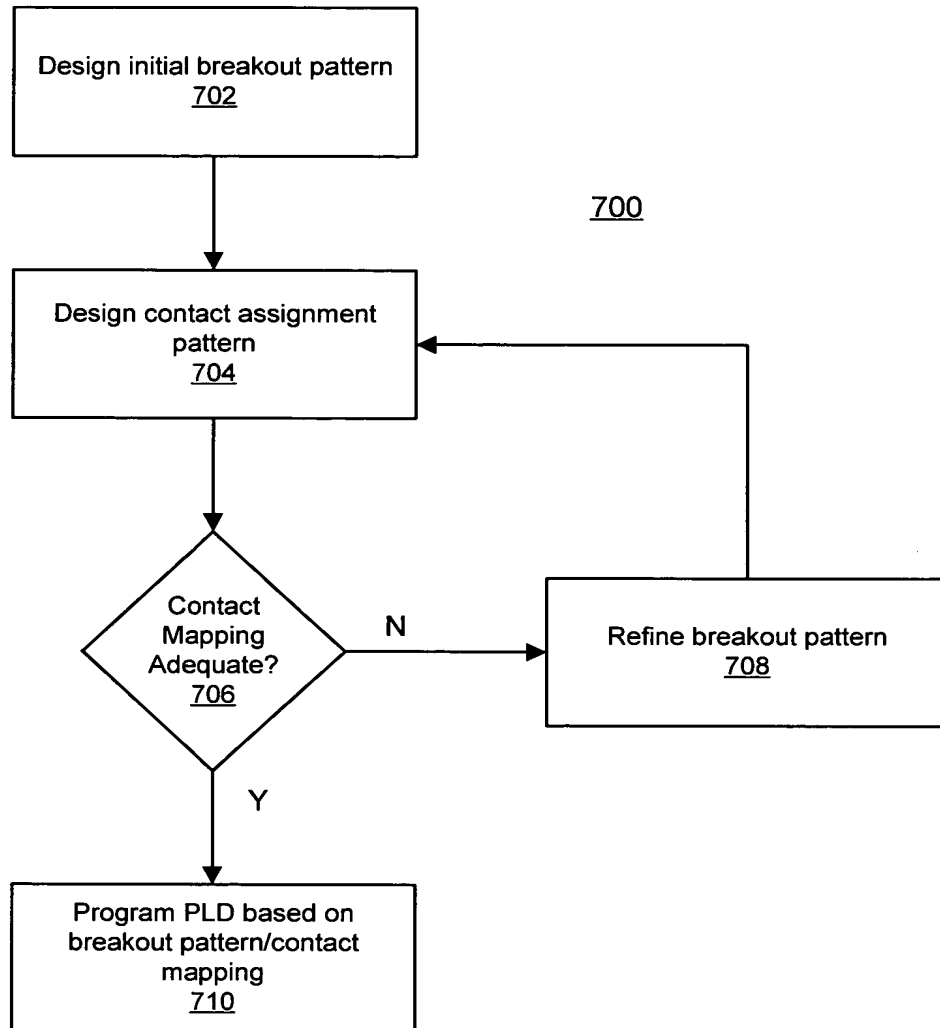 Design initial breakout pattern
702
700
Design contact assignment
pattern
704
Contact
Mapping
Adequate?
706
N
Refine breakout pattern
708
Y
Program PLD based on
breakout pattern/contact
mapping
710